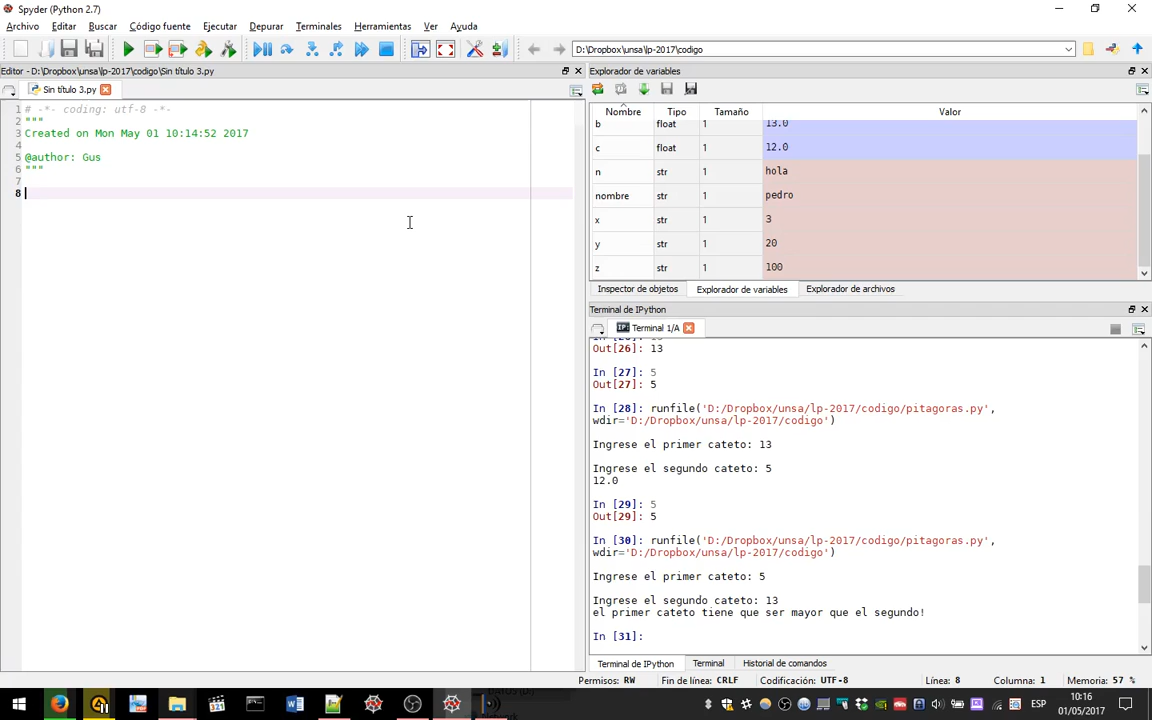 Spyder (Python 2.7)
Archivo Editar Buscar Código fuente Ejecutar Depurar Terminales Herramientas Ver Ayuda
D:\Dropbox\unsa\lp-2017\codigo
Editor - D:\Dropbox\unsa\lp-2017\codigo\Sin título 3.py
Sin título 3.py
1 # -*- coding: utf-8 -*-
2 """
3 Created on Mon May 01 10:14:52 2017
4
5 @author: Gus
6 """
7
8
Explorador de variables
Nombre Tipo Tamaño Valor
b float 1 13.0
c float 1 12.0
n str 1 hola
nombre str 1 pedro
x str 1 3
y str 1 20
z str 1 100
Inspector de objetos Explorador de variables Explorador de archivos
Terminal de IPython
IP: Terminal 1/A
Out[26]: 13
In [27]: 5
Out[27]: 5
In [28]: runfile('D:/Dropbox/unsa/lp-2017/codigo/pitagoras.py',
wdir='D:/Dropbox/unsa/lp-2017/codigo')
Ingrese el primer cateto: 13
Ingrese el segundo cateto: 5
12.0
In [29]: 5
Out[29]: 5
In [30]: runfile('D:/Dropbox/unsa/lp-2017/codigo/pitagoras.py',
wdir='D:/Dropbox/unsa/lp-2017/codigo')
Ingrese el primer cateto: 5
Ingrese el segundo cateto: 13
el primer cateto tiene que ser mayor que el segundo!
In [31]:
Terminal de IPython Terminal Historial de comandos
Permisos: RW Fin de línea: CRLF Codificación: UTF-8 Línea: 8 Columna: 1 Memoria: 57 %
ESP
10:16
01/05/2017